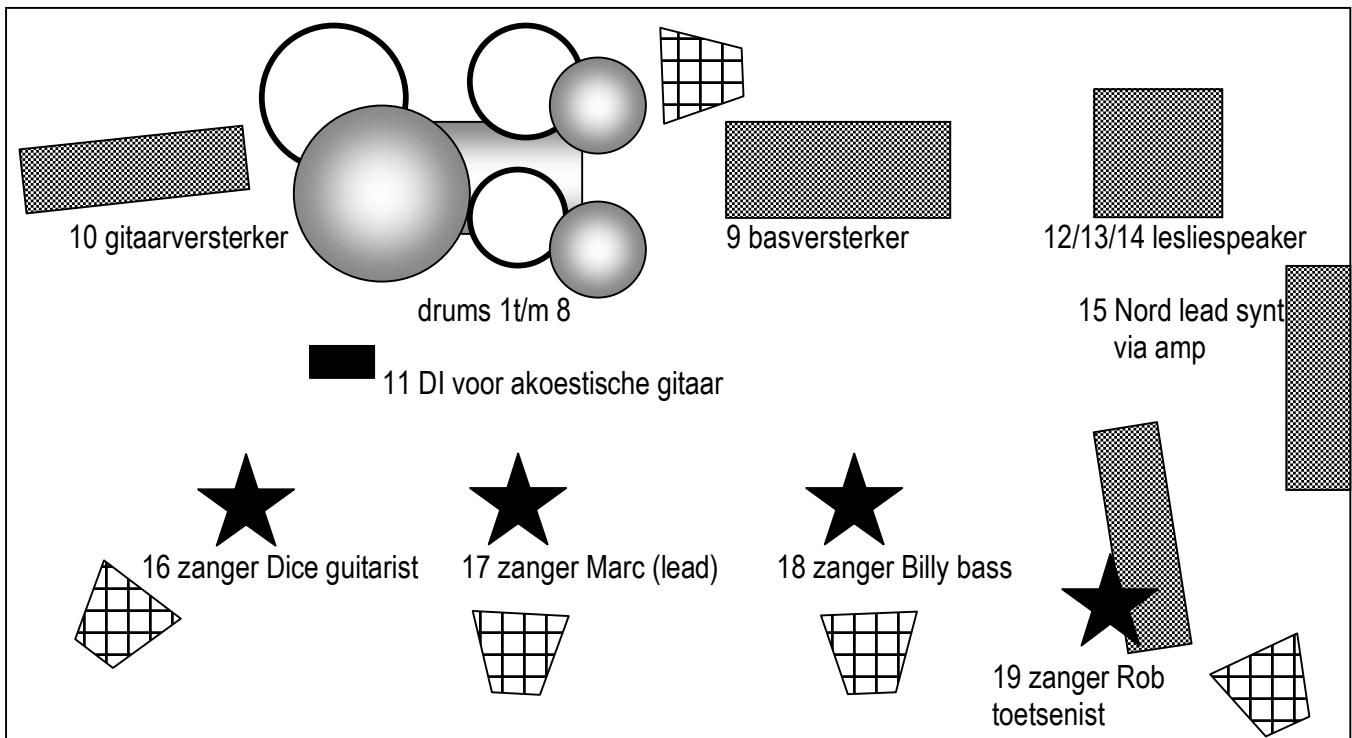 10 gitaarversterker
9 basversterker
12/13/14 lesliespeaker
drums 1t/m 8
15 Nord lead synt
via amp
11 DI voor akoestische gitaar
16 zanger Dice guitarist
17 zanger Marc (lead)
18 zanger Billy bass
19 zanger Rob
toetsenist